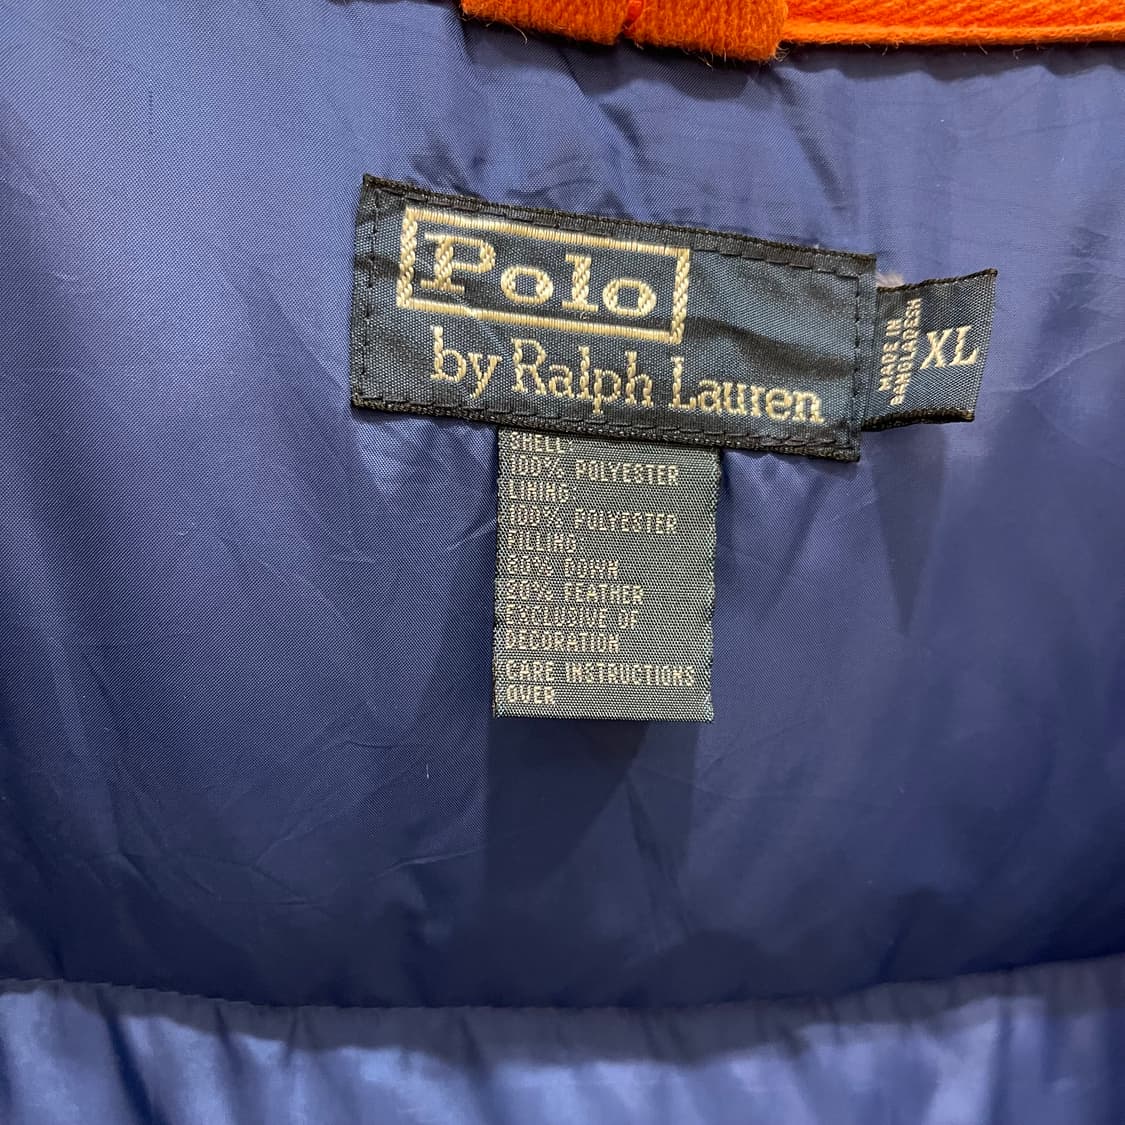 Polo
by Ralph Lauren
XL
MADE IN
BANGLADESH
SHELL
100% POLYESTER
LINING:
100% POLYESTER
FILLING
80% DOWN
20% FEATHER
EXCLUSIVE OF
DECORATION
CARE INSTRUCTIONS
OVER